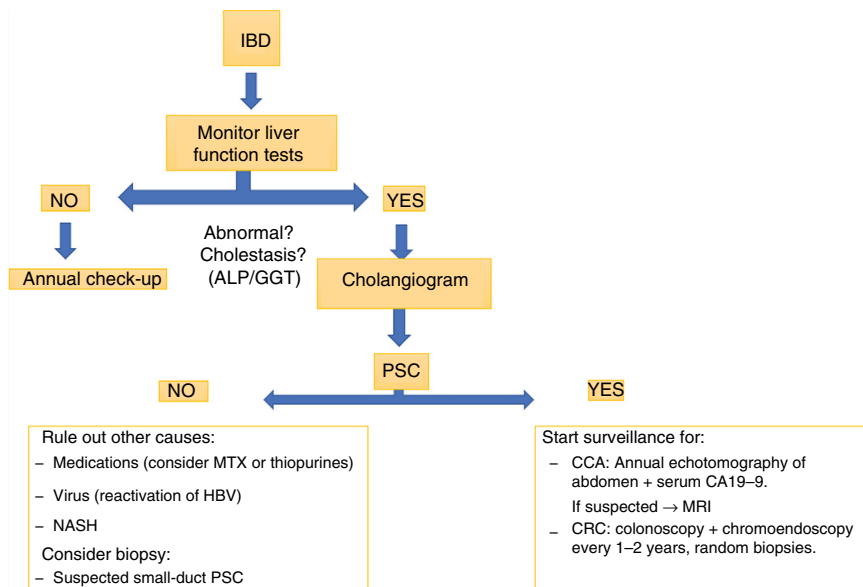 IBD
Monitor liver
function tests
NO
YES
Abnormal?
Cholestasis?
(ALP/GGT)
Annual check-up
Cholangiogram
PSC
NO
YES
Rule out other causes:
– Medications (consider MTX or thiopurines)
– Virus (reactivation of HBV)
– NASH
Consider biopsy:
– Suspected small-duct PSC
Start surveillance for:
– CCA: Annual echotomography of
abdomen + serum CA19–9.
If suspected → MRI
– CRC: colonoscopy + chromoendoscopy
every 1–2 years, random biopsies.